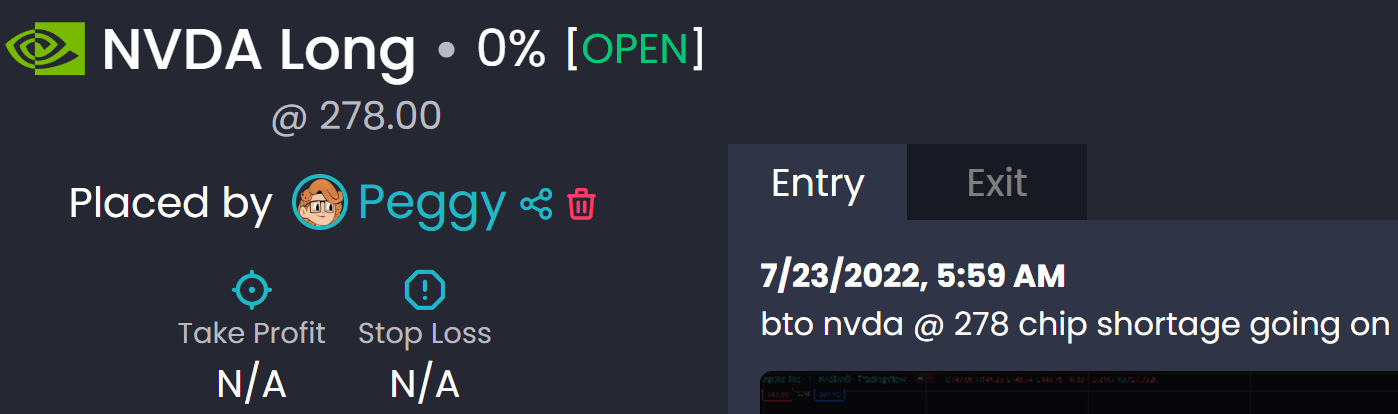 NVDA Long • 0% [OPEN]
@ 278.00
Placed by Peggy
Take Profit
Stop Loss
N/A
N/A
Entry
Exit
7/23/2022, 5:59 AM
bto nvda @ 278 chip shortage going on